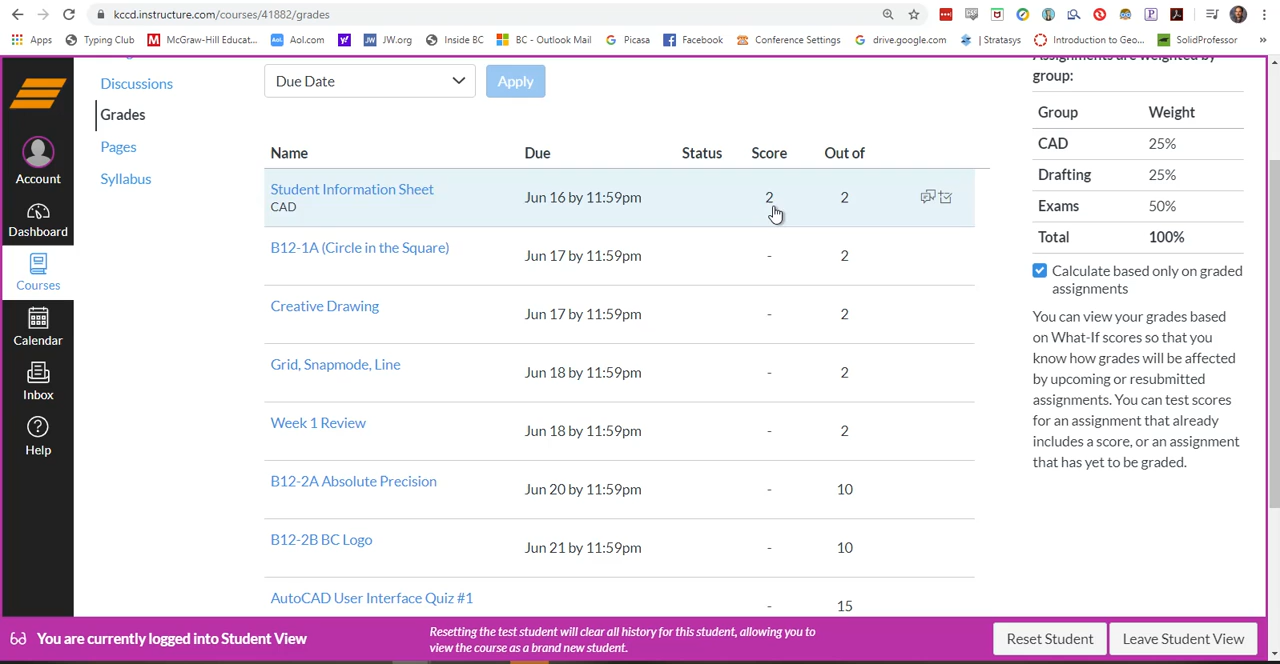 kccd.instructure.com/courses/41882/grades
Apps
Typing Club
McGraw-Hill Educat...
Aol.com
JW.org
Inside BC
BC - Outlook Mail
Picasa
Facebook
Conference Settings
drive.google.com
| Stratasys
Introduction to Geo...
SolidProfessor
»
Account
Dashboard
Courses
Calendar
Inbox
Help
Discussions
Grades
Pages
Syllabus
Due Date
Apply
Name Due Status Score Out of
Student Information Sheet Jun 16 by 11:59pm 2 2
CAD
B12-1A (Circle in the Square) Jun 17 by 11:59pm - 2
Creative Drawing Jun 17 by 11:59pm - 2
Grid, Snapmode, Line Jun 18 by 11:59pm - 2
Week 1 Review Jun 18 by 11:59pm - 2
B12-2A Absolute Precision Jun 20 by 11:59pm - 10
B12-2B BC Logo Jun 21 by 11:59pm - 10
AutoCAD User Interface Quiz #1 - 15
group:
Group Weight
CAD 25%
Drafting 25%
Exams 50%
Total 100%
Calculate based only on graded
assignments
You can view your grades based
on What-If scores so that you
know how grades will be affected
by upcoming or resubmitted
assignments. You can test scores
for an assignment that already
includes a score, or an assignment
that has yet to be graded.
You are currently logged into Student View
Resetting the test student will clear all history for this student, allowing you to
view the course as a brand new student.
Reset Student
Leave Student View